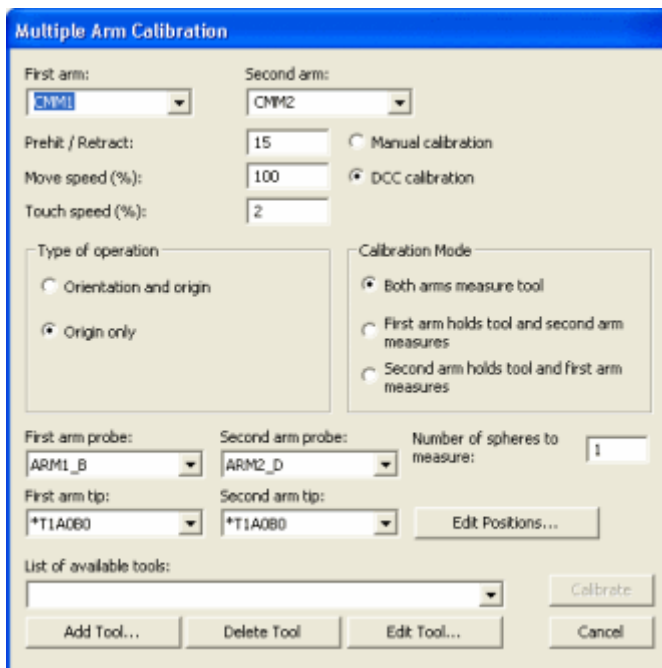 Multiple Arm Calibration
First arm: Second arm:
CMM1 CMM2
Prehit / Retract: 15 Manual calibration
Move speed (%): 100 DCC calibration
Touch speed (%): 2
Type of operation Calibration Mode
Orientation and origin Both arms measure tool
Origin only First arm holds tool and second arm
measures
Second arm holds tool and first arm
measures
First arm probe: Second arm probe: Number of spheres to
measure: 1
ARM1_B ARM2_D
First arm tip: Second arm tip:
*T1A0B0 *T1A0B0 Edit Positions...
List of available tools:
Calibrate
Add Tool... Delete Tool Edit Tool... Cancel